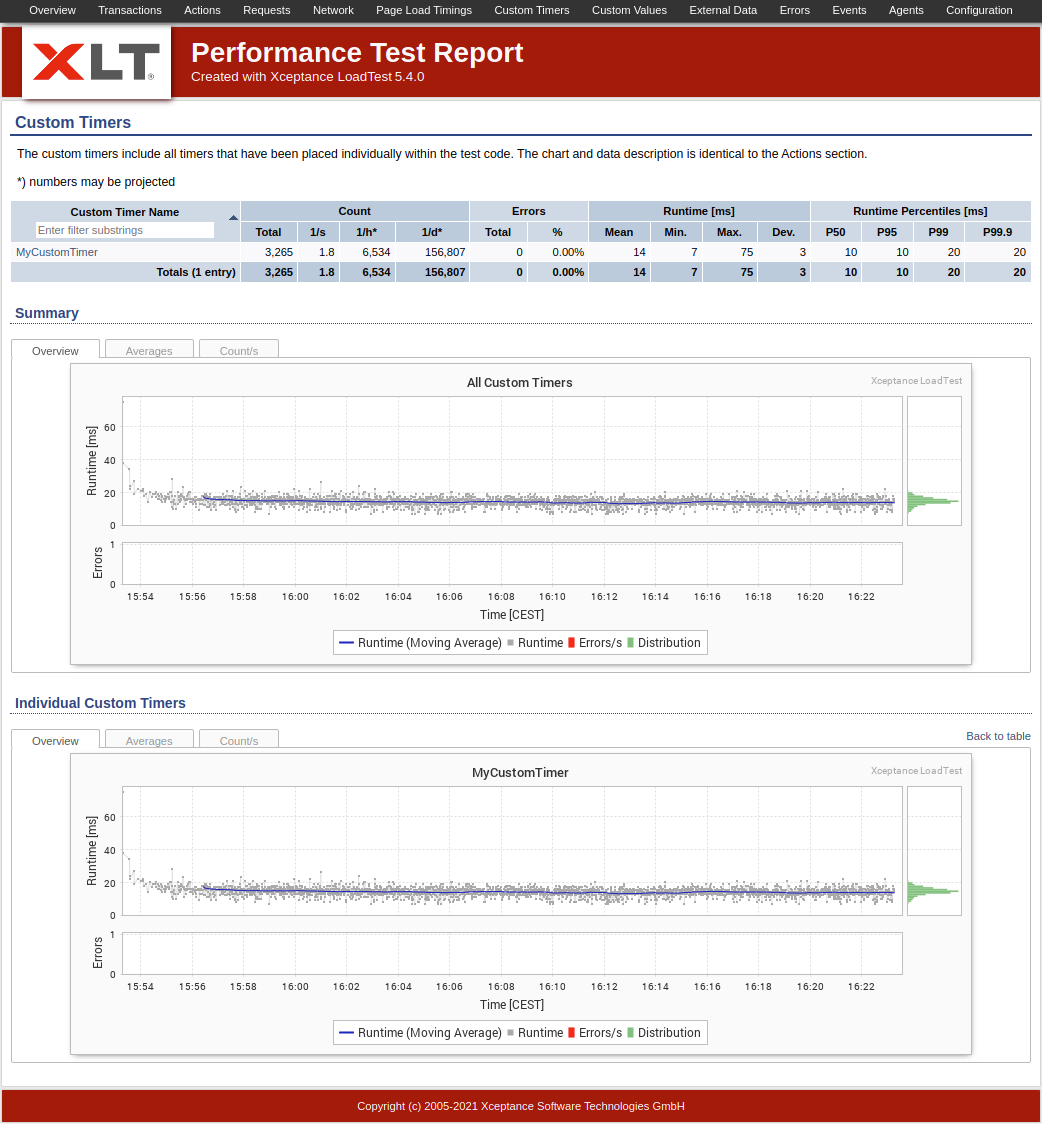 Overview Transactions Actions Requests Network Page Load Timings Custom Timers Custom Values External Data Errors Events Agents Configuration
XLT®
Performance Test Report
Created with Xceptance LoadTest 5.4.0
Custom Timers
The custom timers include all timers that have been placed individually within the test code. The chart and data description is identical to the Actions section.
*) numbers may be projected
Custom Timer Name Count Errors Runtime [ms] Runtime Percentiles [ms]
Enter filter substrings Total 1/s 1/h* 1/d* Total % Mean Min. Max. Dev. P50 P95 P99 P99.9
MyCustomTimer 3,265 1.8 6,534 156,807 0 0.00% 14 7 75 3 10 10 20 20
Totals (1 entry) 3,265 1.8 6,534 156,807 0 0.00% 14 7 75 3 10 10 20 20
Summary
Overview Averages Count/s
All Custom Timers
Xceptance LoadTest
Runtime [ms]
60
40
20
0
Errors
1
0
15:54 15:56 15:58 16:00 16:02 16:04 16:06 16:08 16:10 16:12 16:14 16:16 16:18 16:20 16:22
Time [CEST]
Runtime (Moving Average) Runtime Errors/s Distribution
Individual Custom Timers
Overview Averages Count/s
Back to table
MyCustomTimer
Xceptance LoadTest
Runtime [ms]
60
40
20
0
Errors
1
0
15:54 15:56 15:58 16:00 16:02 16:04 16:06 16:08 16:10 16:12 16:14 16:16 16:18 16:20 16:22
Time [CEST]
Runtime (Moving Average) Runtime Errors/s Distribution
Copyright (c) 2005-2021 Xceptance Software Technologies GmbH